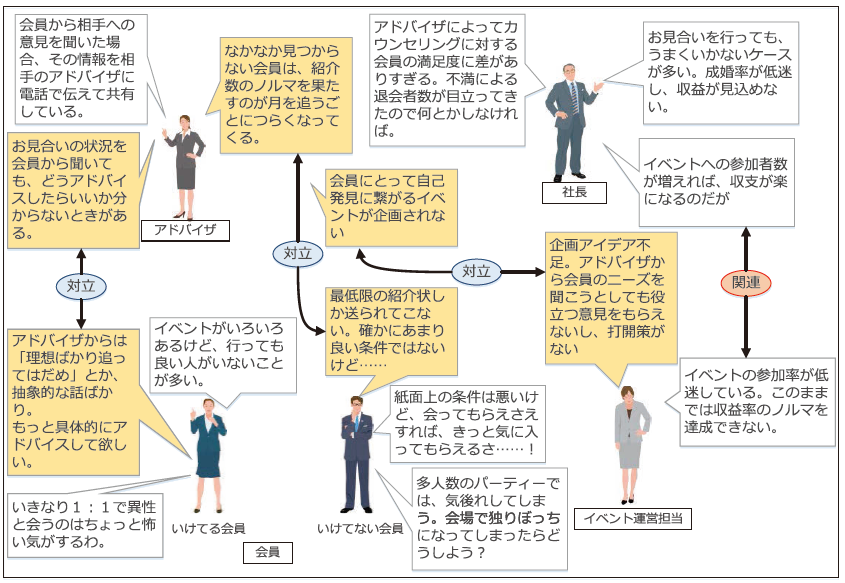 会員から相手への
意見を聞いた場
合、その情報を相
手のアドバイザに
電話で伝えて共有
している。
なかなか見つから
ない会員は、紹介
数のノルマを果た
すのが月を追うご
とにつらくなって
くる。
アドバイザによってカ
ウンセリングに対する
会員の満足度に差があ
りすぎる。不満による
退会者数が目立ってき
たので何とかしなけれ
ば。
お見合いを行っても、
うまくいかないケース
が多い。成婚率が低迷
し、収益が見込めな
い。
お見合いの状況を
会員から聞いて
も、どうアドバイ
スしたらいいか分
からないときがあ
る。
アドバイザ
会員にとって自己
発見に繋がるイベ
ントが企画されな
い
社長
イベントへの参加者数
が増えれば、収支が楽
になるのだが
対立
対立
対立
企画アイデア不
足。アドバイザか
ら会員のニーズを
聞こうとしても役
立つ意見をもらえ
ないし、打開策が
ない
関連
アドバイザからは
「理想ばかり追っ
てはだめ」とか、
抽象的な話ばか
り。
もっと具体的にア
ドバイスして欲し
い。
イベントがいろいろ
あるけど、行っても
良い人がいないこと
が多い。
最低限の紹介状し
か送られてこな
い。確かにあまり
良い条件ではない
けど……
紙面上の条件は悪いけ
ど、会ってもらえさえ
すれば、きっと気に入
ってもらえるさ……！
イベントの参加率が低
迷している。このまま
では収益率のノルマを
達成できない。
いきなり１：１で異性
と会うのはちょっと怖
い気がするわ。
いけてる会員
会員
いけてない会員
多人数のパーティーで
は、気後れしてしま
う。会場で独りぼっち
になってしまったらど
うしよう？
イベント運営担当